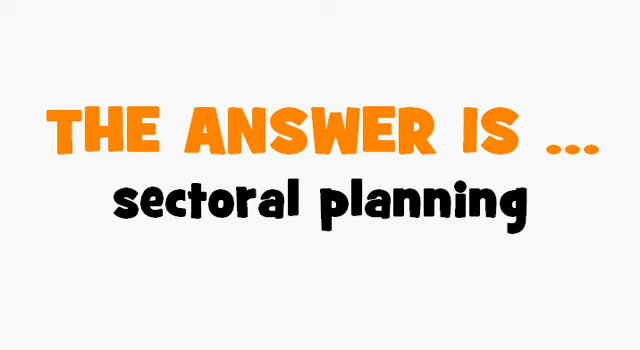 THE ANSWER IS ...
sectoral planning